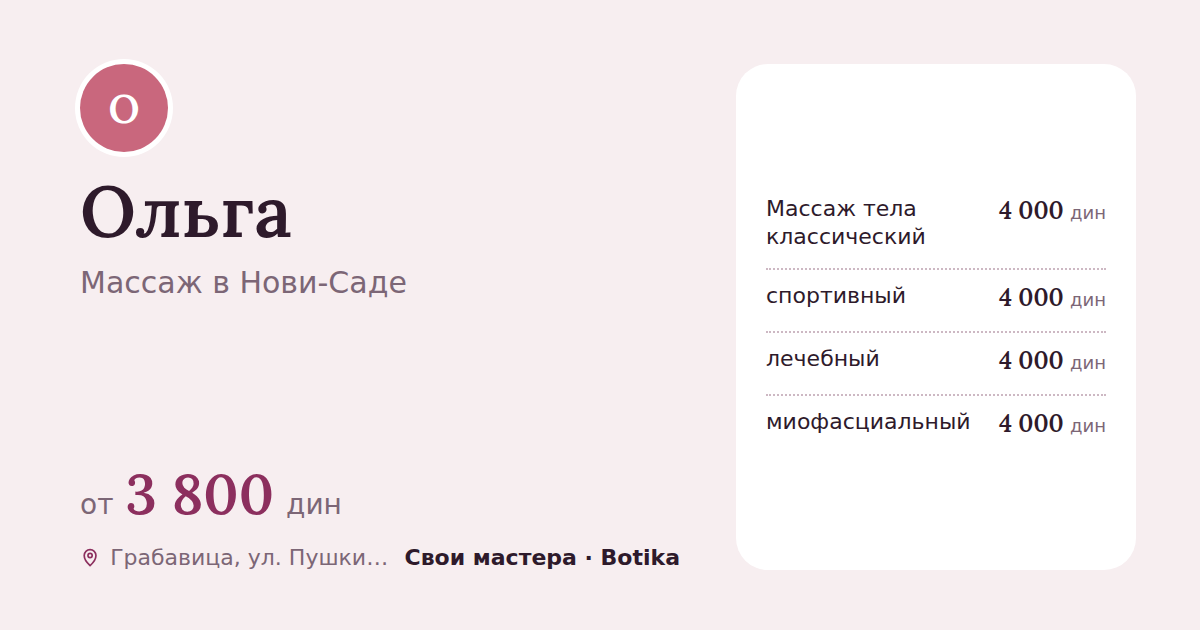 О
Ольга
Массаж в Нови-Саде
от 3 800 дин
Грабавица, ул. Пушки… Свои мастера · Botika
Массаж тела
классический 4 000 дин
спортивный 4 000 дин
лечебный 4 000 дин
миофасциальный 4 000 дин